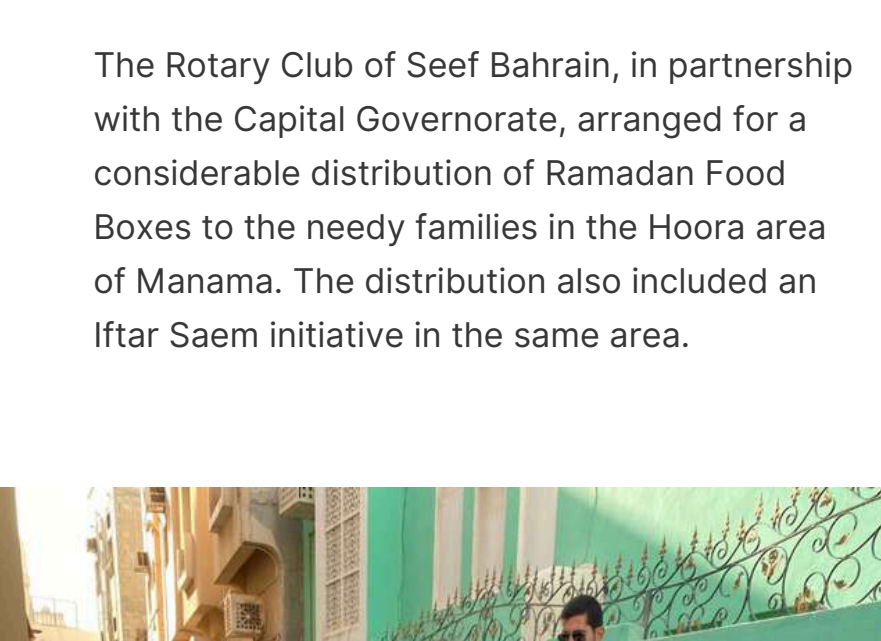 The Rotary Club of Seef Bahrain, in partnership
with the Capital Governorate, arranged for a
considerable distribution of Ramadan Food
Boxes to the needy families in the Hoora area
of Manama. The distribution also included an
Iftar Saem initiative in the same area.